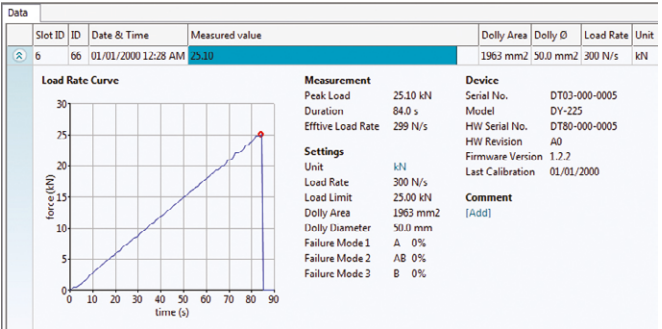 Data
Slot ID ID Date & Time Measured value Dolly Area Dolly Ø Load Rate Unit
6 66 01/01/2000 12:28 AM 25.10 1963 mm2 50.0 mm2 300 N/s kN
Load Rate Curve
force (kN)
30
25
20
15
10
5
0
0 10 20 30 40 50 60 70 80 90
time (s)
Measurement
Peak Load 25.10 kN
Duration 84.0 s
Efftive Load Rate 299 N/s
Settings
Unit kN
Load Rate 300 N/s
Load Limit 25.00 kN
Dolly Area 1963 mm2
Dolly Diameter 50.0 mm
Failure Mode 1 A 0%
Failure Mode 2 AB 0%
Failure Mode 3 B 0%
Device
Serial No. DT03-000-0005
Model DY-225
HW Serial No. DT80-000-0005
HW Revision A0
Firmware Version 1.2.2
Last Calibration 01/01/2000
Comment
[Add]